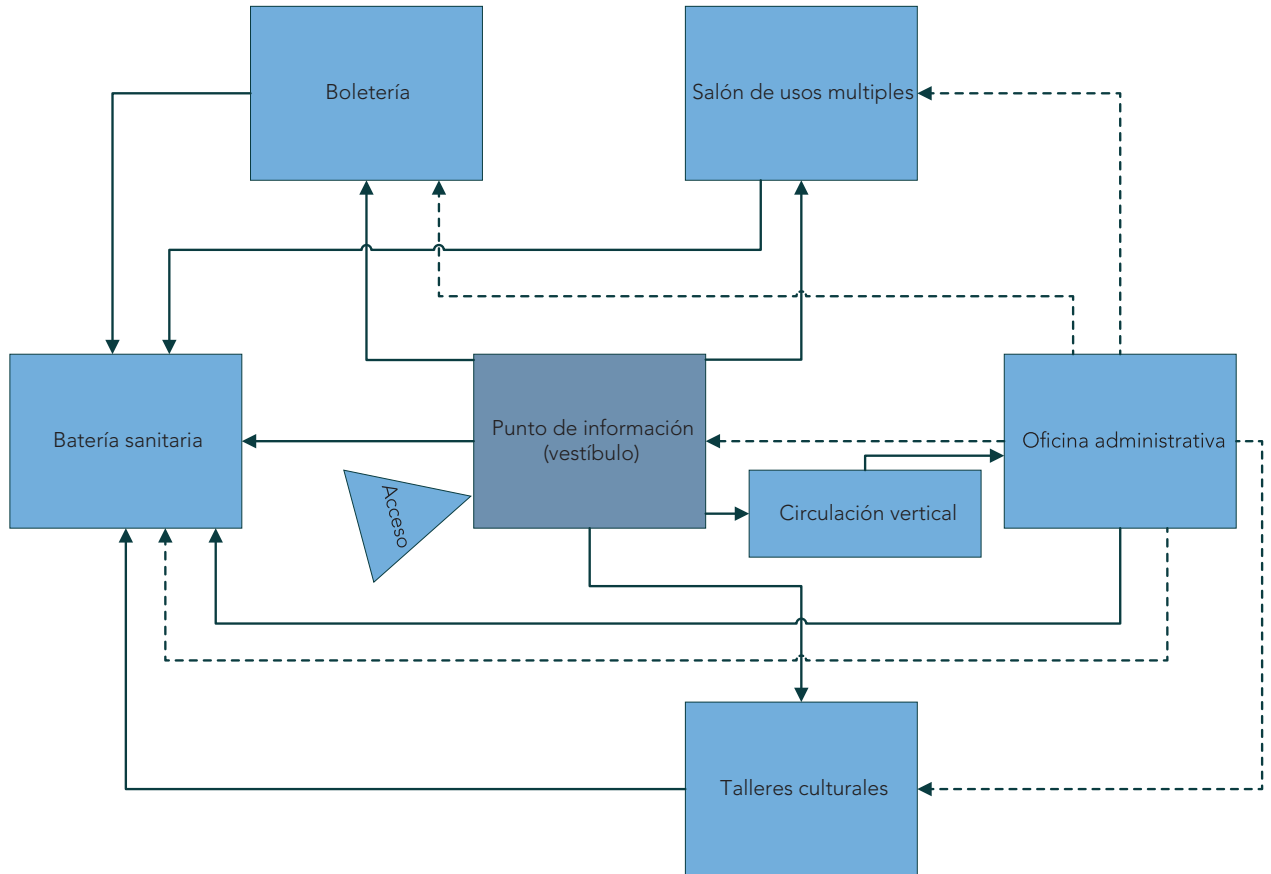 Boletería
Salón de usos multiples
Batería sanitaria
Punto de información
(vestíbulo)
Oficina administrativa
Acceso
Circulación vertical
Talleres culturales